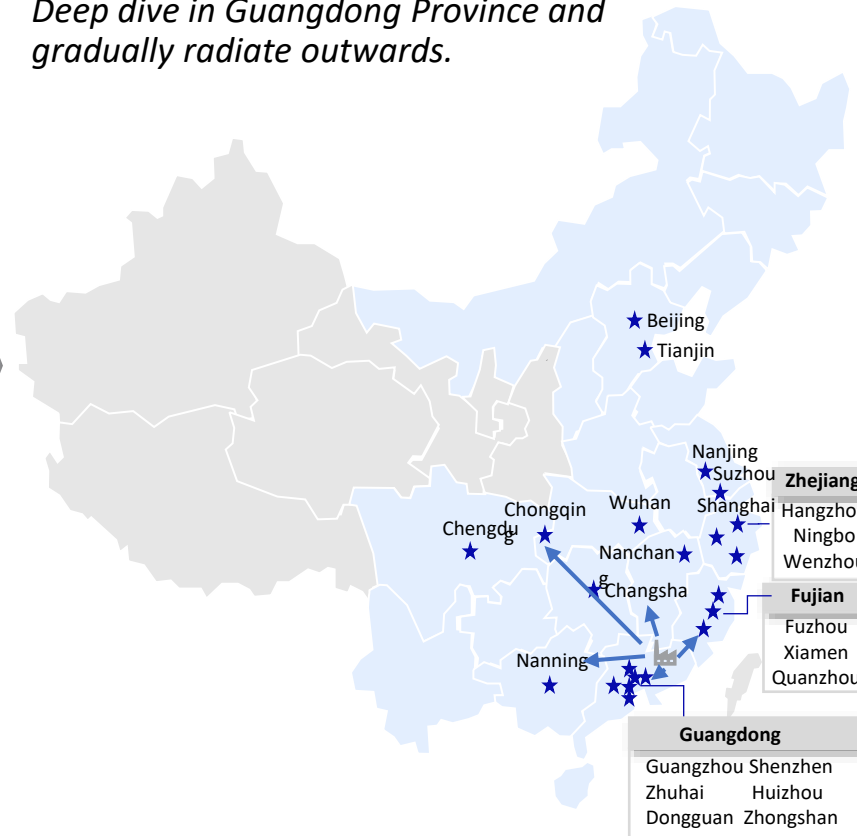 Deep dive in Guangdong Province and
gradually radiate outwards.
Beijing
Tianjin
Nanjing
Suzhou
Shanghai
Zhejiang
Hangzho
Ningbo
Wenzhou
Wuhan
Chongqin
g
Chengdu
Nanchan
g
Changsha
Fujian
Fuzhou
Xiamen
Quanzhou
Nanning
Guangdong
Guangzhou Shenzhen
Zhuhai Huizhou
Dongguan Zhongshan